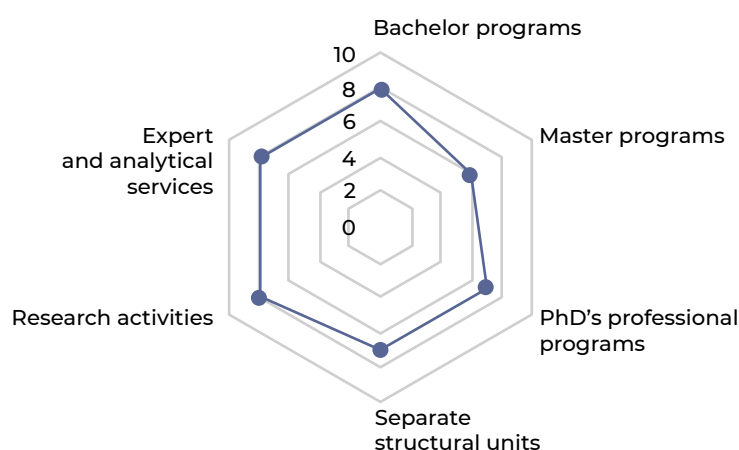 Bachelor programs
10
8
6
4
2
0
Master programs
PhD’s professional
programs
Separate
structural units
Research activities
Expert
and analytical
services